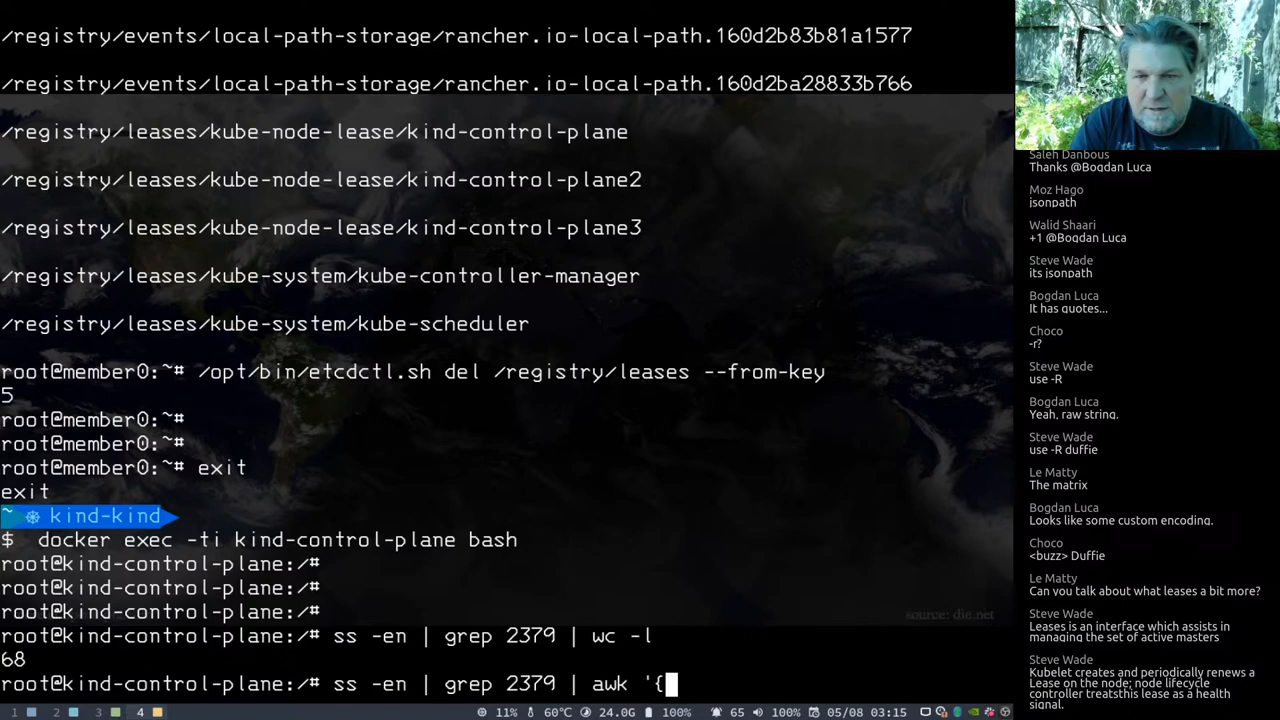 /registry/events/local-path-storage/rancher.io-local-path.160d2b83b81a1577
/registry/events/local-path-storage/rancher.io-local-path.160d2ba28833b766
/registry/leases/kube-node-lease/kind-control-plane
/registry/leases/kube-node-lease/kind-control-plane2
/registry/leases/kube-node-lease/kind-control-plane3
/registry/leases/kube-system/kube-controller-manager
/registry/leases/kube-system/kube-scheduler
root@member0:~# /opt/bin/etcdctl.sh del /registry/leases --from-key
5
root@member0:~#
root@member0:~#
root@member0:~# exit
exit
~ ☸ kind-kind
$ docker exec -ti kind-control-plane bash
root@kind-control-plane:/#
root@kind-control-plane:/#
root@kind-control-plane:/#
source: die.net
root@kind-control-plane:/# ss -en | grep 2379 | wc -l
68
root@kind-control-plane:/# ss -en | grep 2379 | awk '{
Saleh Danbous
Thanks @Bogdan Luca
Moz Hago
jsonpath
Walid Shaari
+1 @Bogdan Luca
Steve Wade
its jsonpath
Bogdan Luca
It has quotes...
Choco
-r?
Steve Wade
use -R
Bogdan Luca
Yeah, raw string.
Steve Wade
use -R duffie
Le Matty
The matrix
Bogdan Luca
Looks like some custom encoding.
Choco
<buzz> Duffie
Le Matty
Can you talk about what leases a bit more?
Steve Wade
Leases is an interface which assists in
managing the set of active masters
Steve Wade
Kubelet creates and periodically renews a
Lease on the node; node lifecycle
controller treatsthis lease as a health
signal.
1 2 3 4 11% 60℃ 24.0G 100% 65 100% 05/08 03:15